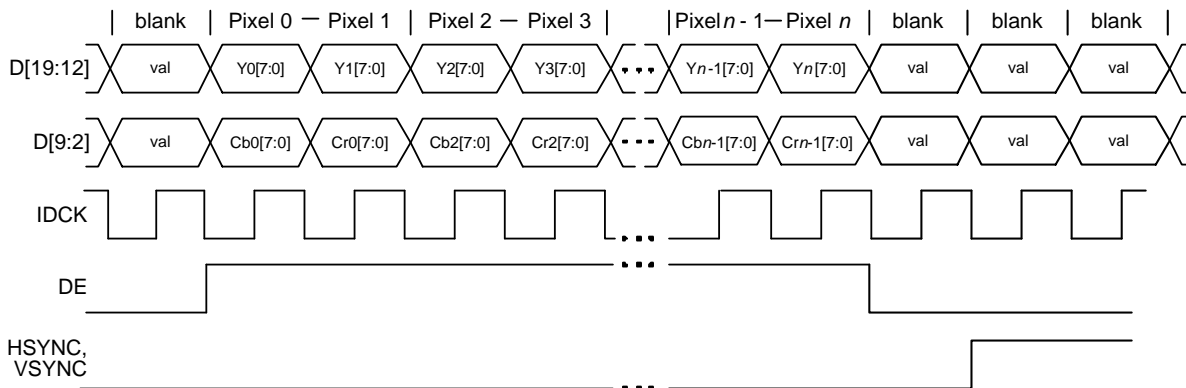 blank Pixel 0 — Pixel 1 Pixel 2 — Pixel 3 Pixel n - 1 — Pixel n blank blank blank
D[19:12] val Y0[7:0] Y1[7:0] Y2[7:0] Y3[7:0] Yn-1[7:0] Yn[7:0] val val val
D[9:2] val Cb0[7:0] Cr0[7:0] Cb2[7:0] Cr2[7:0] Cbn-1[7:0] Crn-1[7:0] val val val
IDCK
DE
HSYNC,
VSYNC